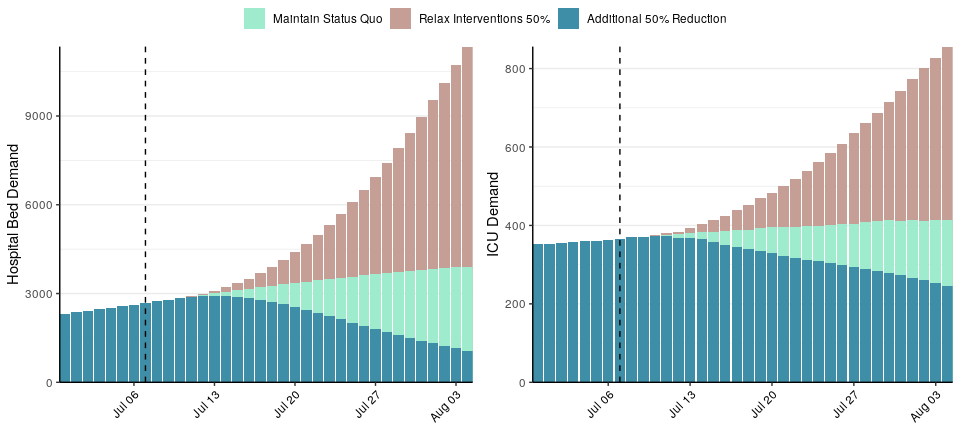 Maintain Status Quo Relax Interventions 50% Additional 50% Reduction
Hospital Bed Demand
9000
6000
3000
0
Jul 06 Jul 13 Jul 20 Jul 27 Aug 03
ICU Demand
800
600
400
200
0
Jul 06 Jul 13 Jul 20 Jul 27 Aug 03